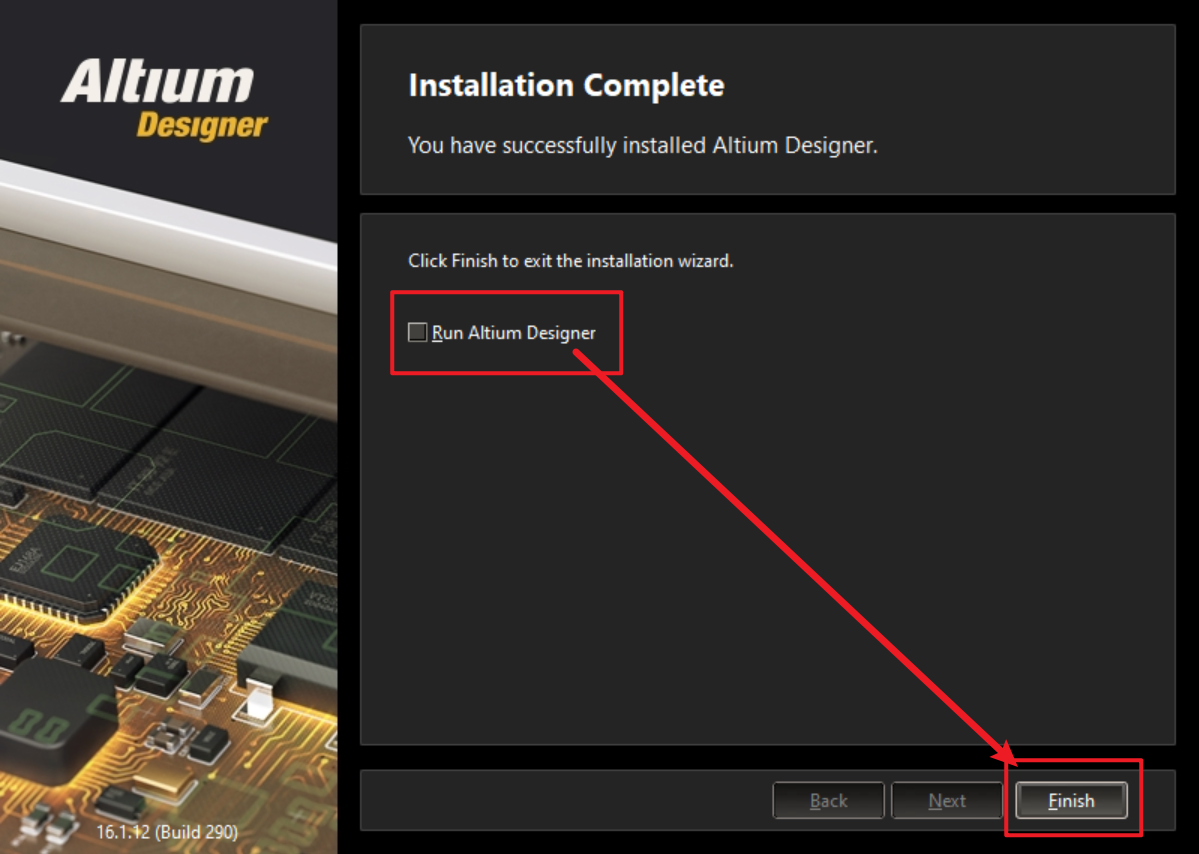 Altium
Designer
Installation Complete
You have successfully installed Altium Designer.
Click Finish to exit the installation wizard.
Run Altium Designer
16.1.12 (Build 290)
Back
Next
Finish